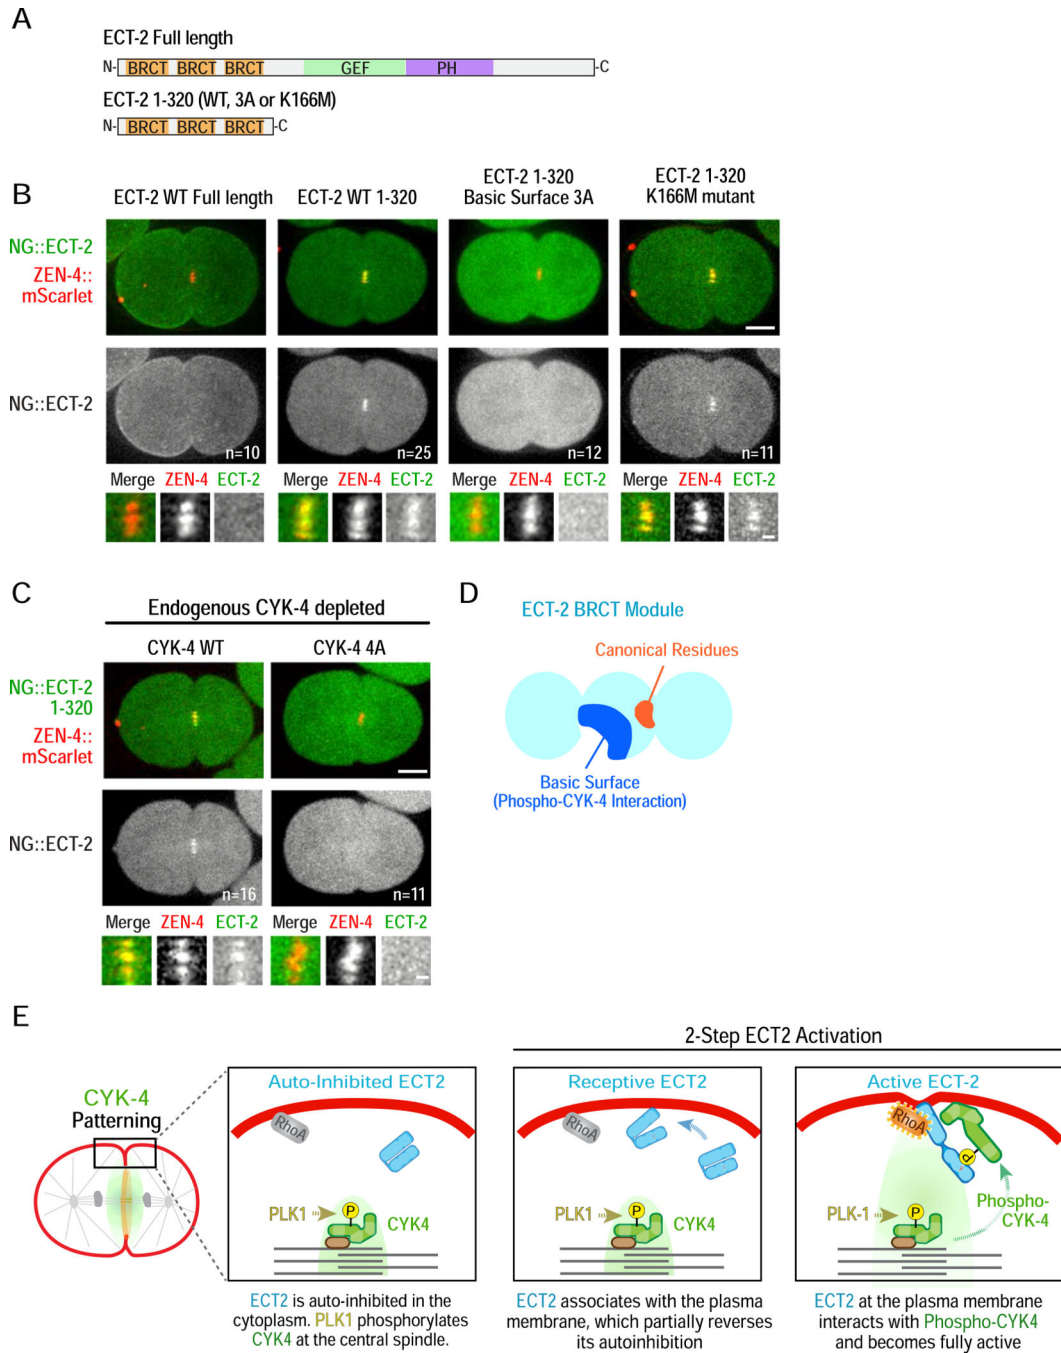 A
ECT-2 Full length
N- BRCT BRCT BRCT GEF PH -C
ECT-2 1-320 (WT, 3A or K166M)
N- BRCT BRCT BRCT -C
B
ECT-2 WT Full length
ECT-2 WT 1-320
ECT-2 1-320
Basic Surface 3A
ECT-2 1-320
K166M mutant
NG::ECT-2
ZEN-4::
mScarlet
NG::ECT-2
n=10
n=25
n=12
n=11
Merge ZEN-4 ECT-2
Merge ZEN-4 ECT-2
Merge ZEN-4 ECT-2
Merge ZEN-4 ECT-2
C
Endogenous CYK-4 depleted
CYK-4 WT
CYK-4 4A
NG::ECT-2
1-320
ZEN-4::
mScarlet
NG::ECT-2
n=16
n=11
Merge ZEN-4 ECT-2
Merge ZEN-4 ECT-2
D
ECT-2 BRCT Module
Canonical Residues
Basic Surface
(Phospho-CYK-4 Interaction)
E
2-Step ECT2 Activation
CYK-4
Patterning
Auto-Inhibited ECT2
RhoA
PLK1
P
CYK4
ECT2 is auto-inhibited in the
cytoplasm. PLK1 phosphorylates
CYK4 at the central spindle.
Receptive ECT2
RhoA
PLK1
P
CYK4
ECT2 associates with the plasma
membrane, which partially reverses
its autoinhibition
Active ECT-2
RhoA
P
PLK-1
P
Phospho-
CYK-4
ECT2 at the plasma membrane
interacts with Phospho-CYK4
and becomes fully active